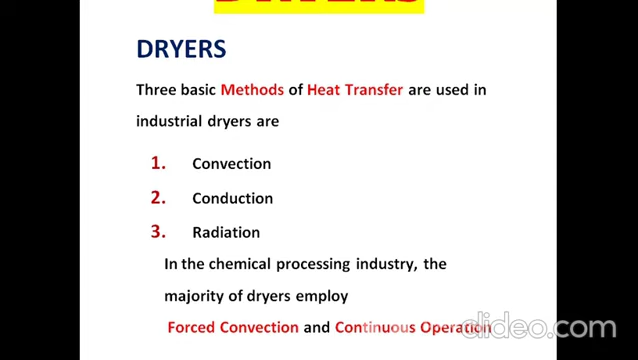 DRYERS
DRYERS
Three basic Methods of Heat Transfer are used in
industrial dryers are
1. Convection
2. Conduction
3. Radiation
In the chemical processing industry, the
majority of dryers employ
Forced Convection and Continuous Operation
clideo.com